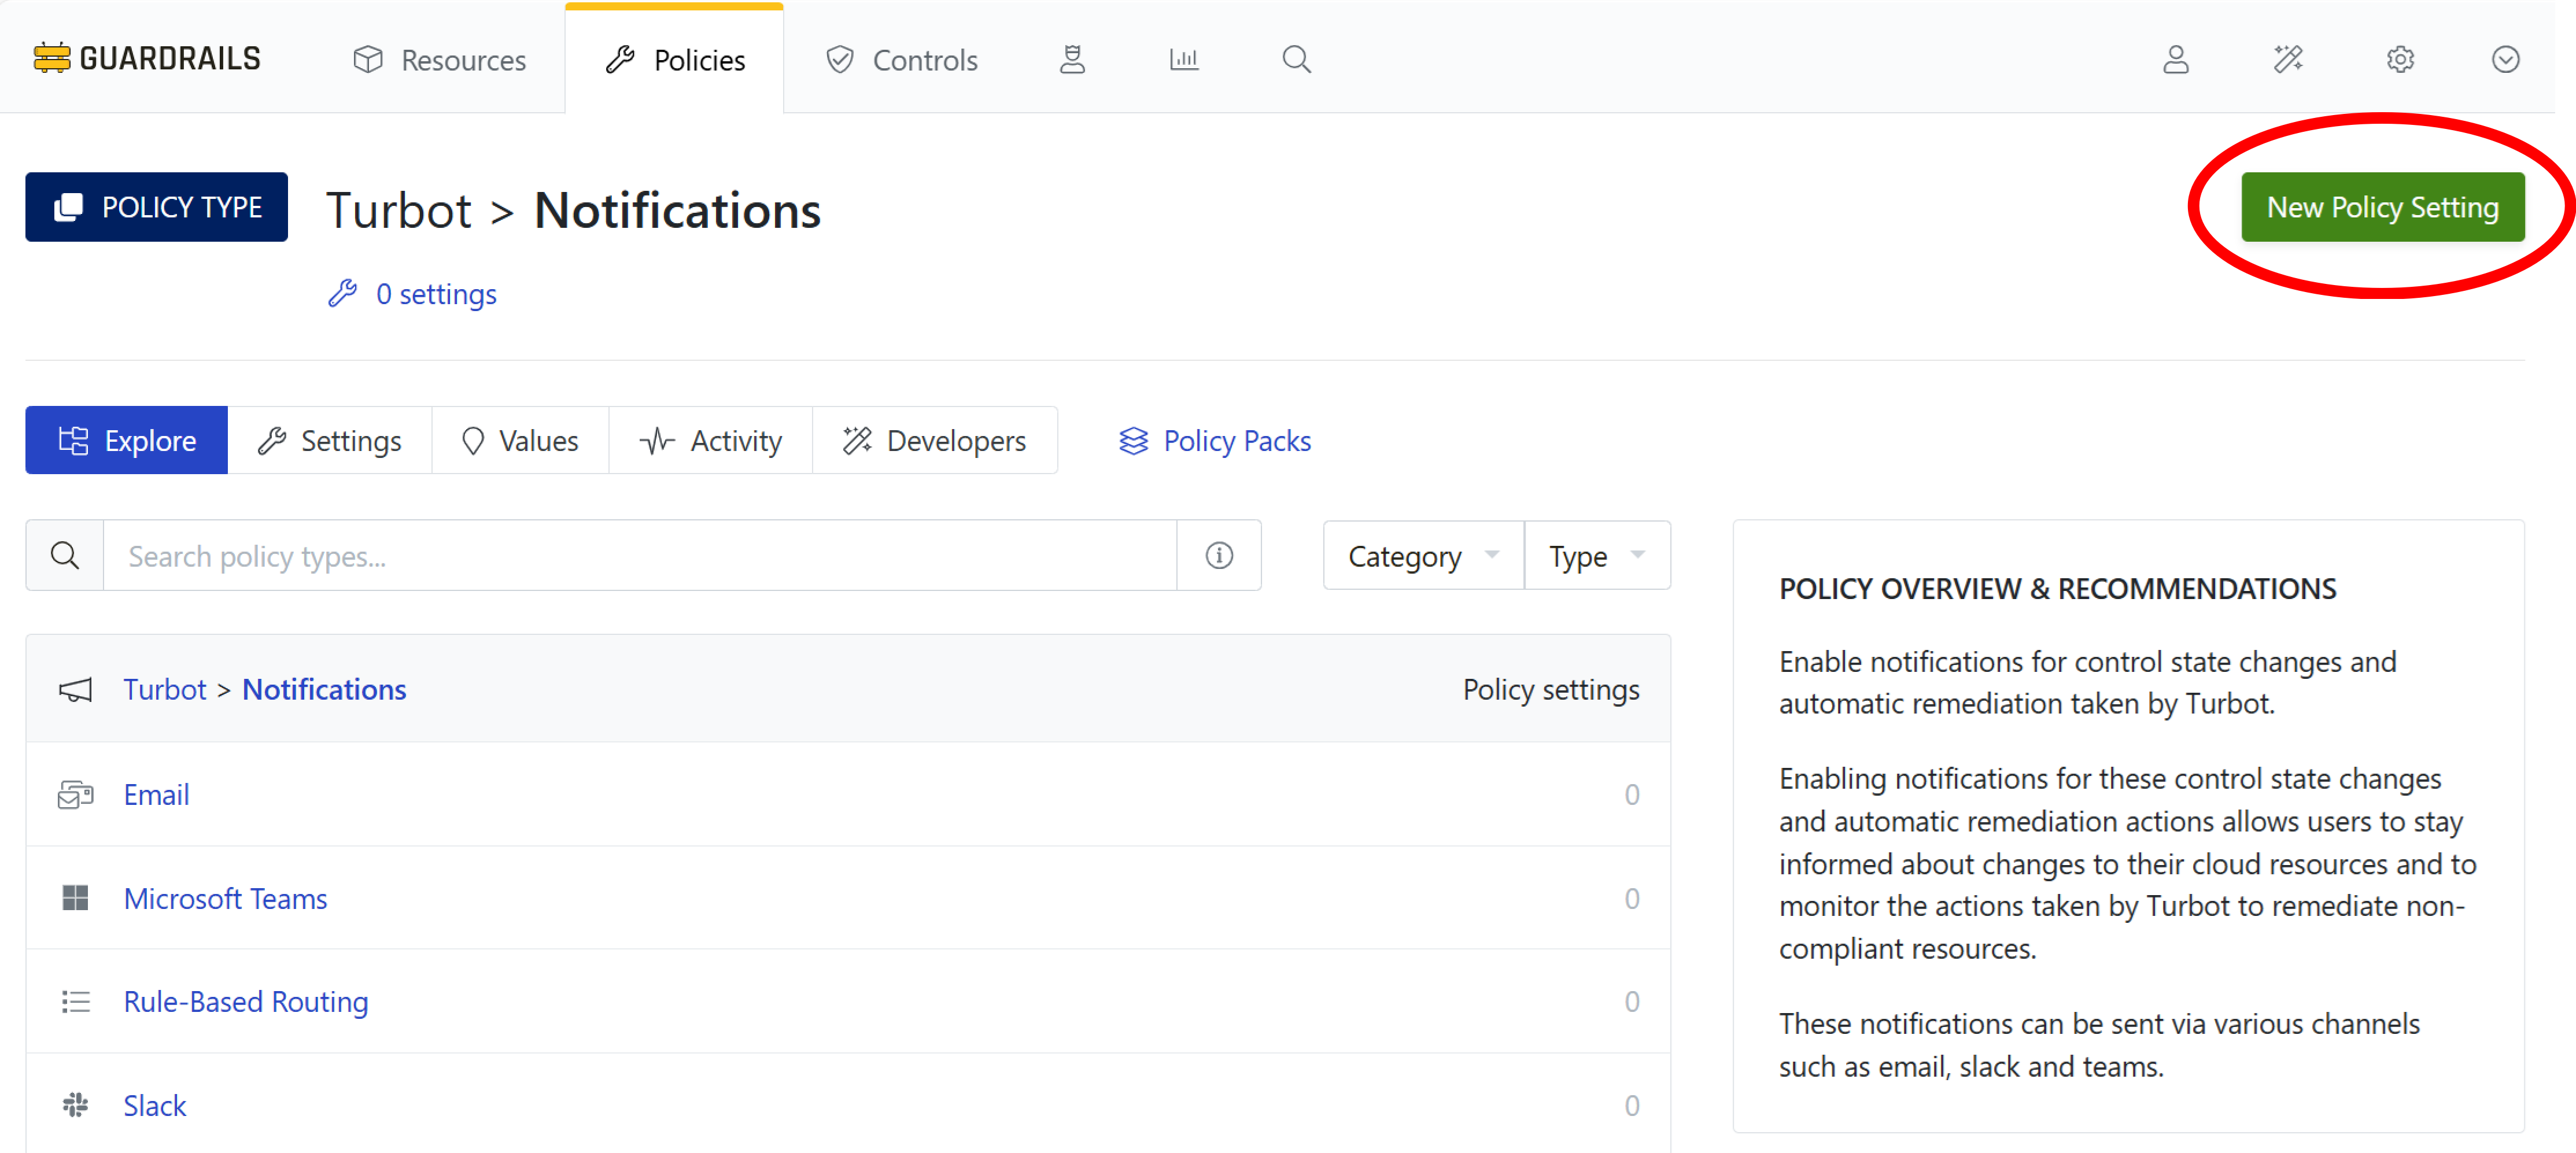 GUARDRAILS
Resources
Policies
Controls
POLICY TYPE
Turbot > Notifications
New Policy Setting
0 settings
Explore
Settings
Values
Activity
Developers
Policy Packs
Search policy types...
Category
Type
Turbot > Notifications
Policy settings
Email
0
Microsoft Teams
0
Rule-Based Routing
0
Slack
0
POLICY OVERVIEW & RECOMMENDATIONS
Enable notifications for control state changes and
automatic remediation taken by Turbot.
Enabling notifications for these control state changes
and automatic remediation actions allows users to stay
informed about changes to their cloud resources and to
monitor the actions taken by Turbot to remediate non-
compliant resources.
These notifications can be sent via various channels
such as email, slack and teams.